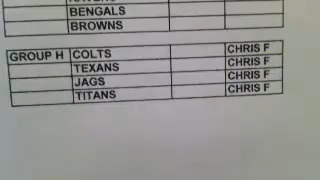 BENGALS
BROWNS
GROUP H COLTS CHRIS F
TEXANS CHRIS F
JAGS CHRIS F
TITANS CHRIS F